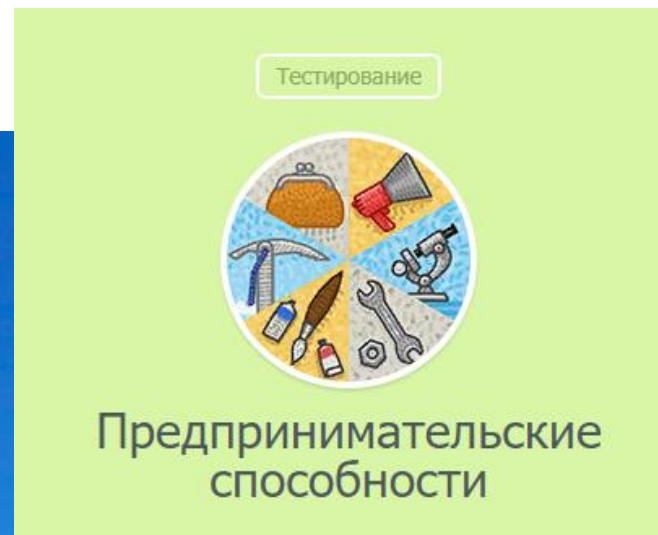 Тестирование
Предпринимательские
способности